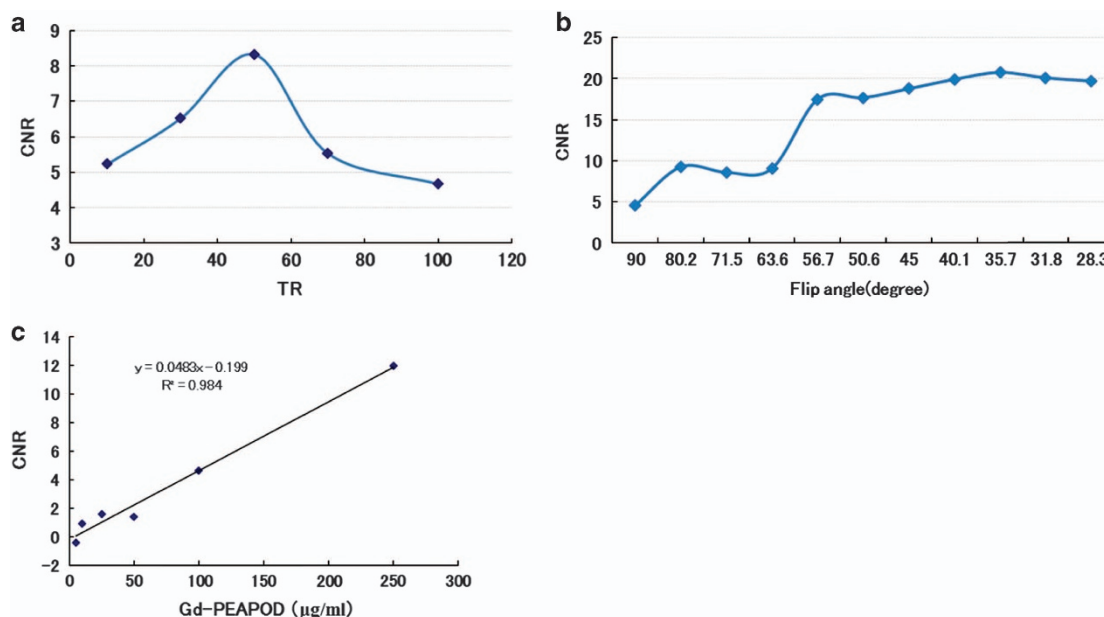 a
9
8
7
6
5
4
3
CNR
0 20 40 60 80 100 120
TR
b
25
20
15
10
5
0
CNR
90 80.2 71.5 63.6 56.7 50.6 45 40.1 35.7 31.8 28.3
Flip angle(degree)
c
14
12
10
8
6
4
2
0
−2
CNR
y = 0.0483x−0.199
R² = 0.984
0 50 100 150 200 250 300
Gd-PEAPOD (µg/ml)